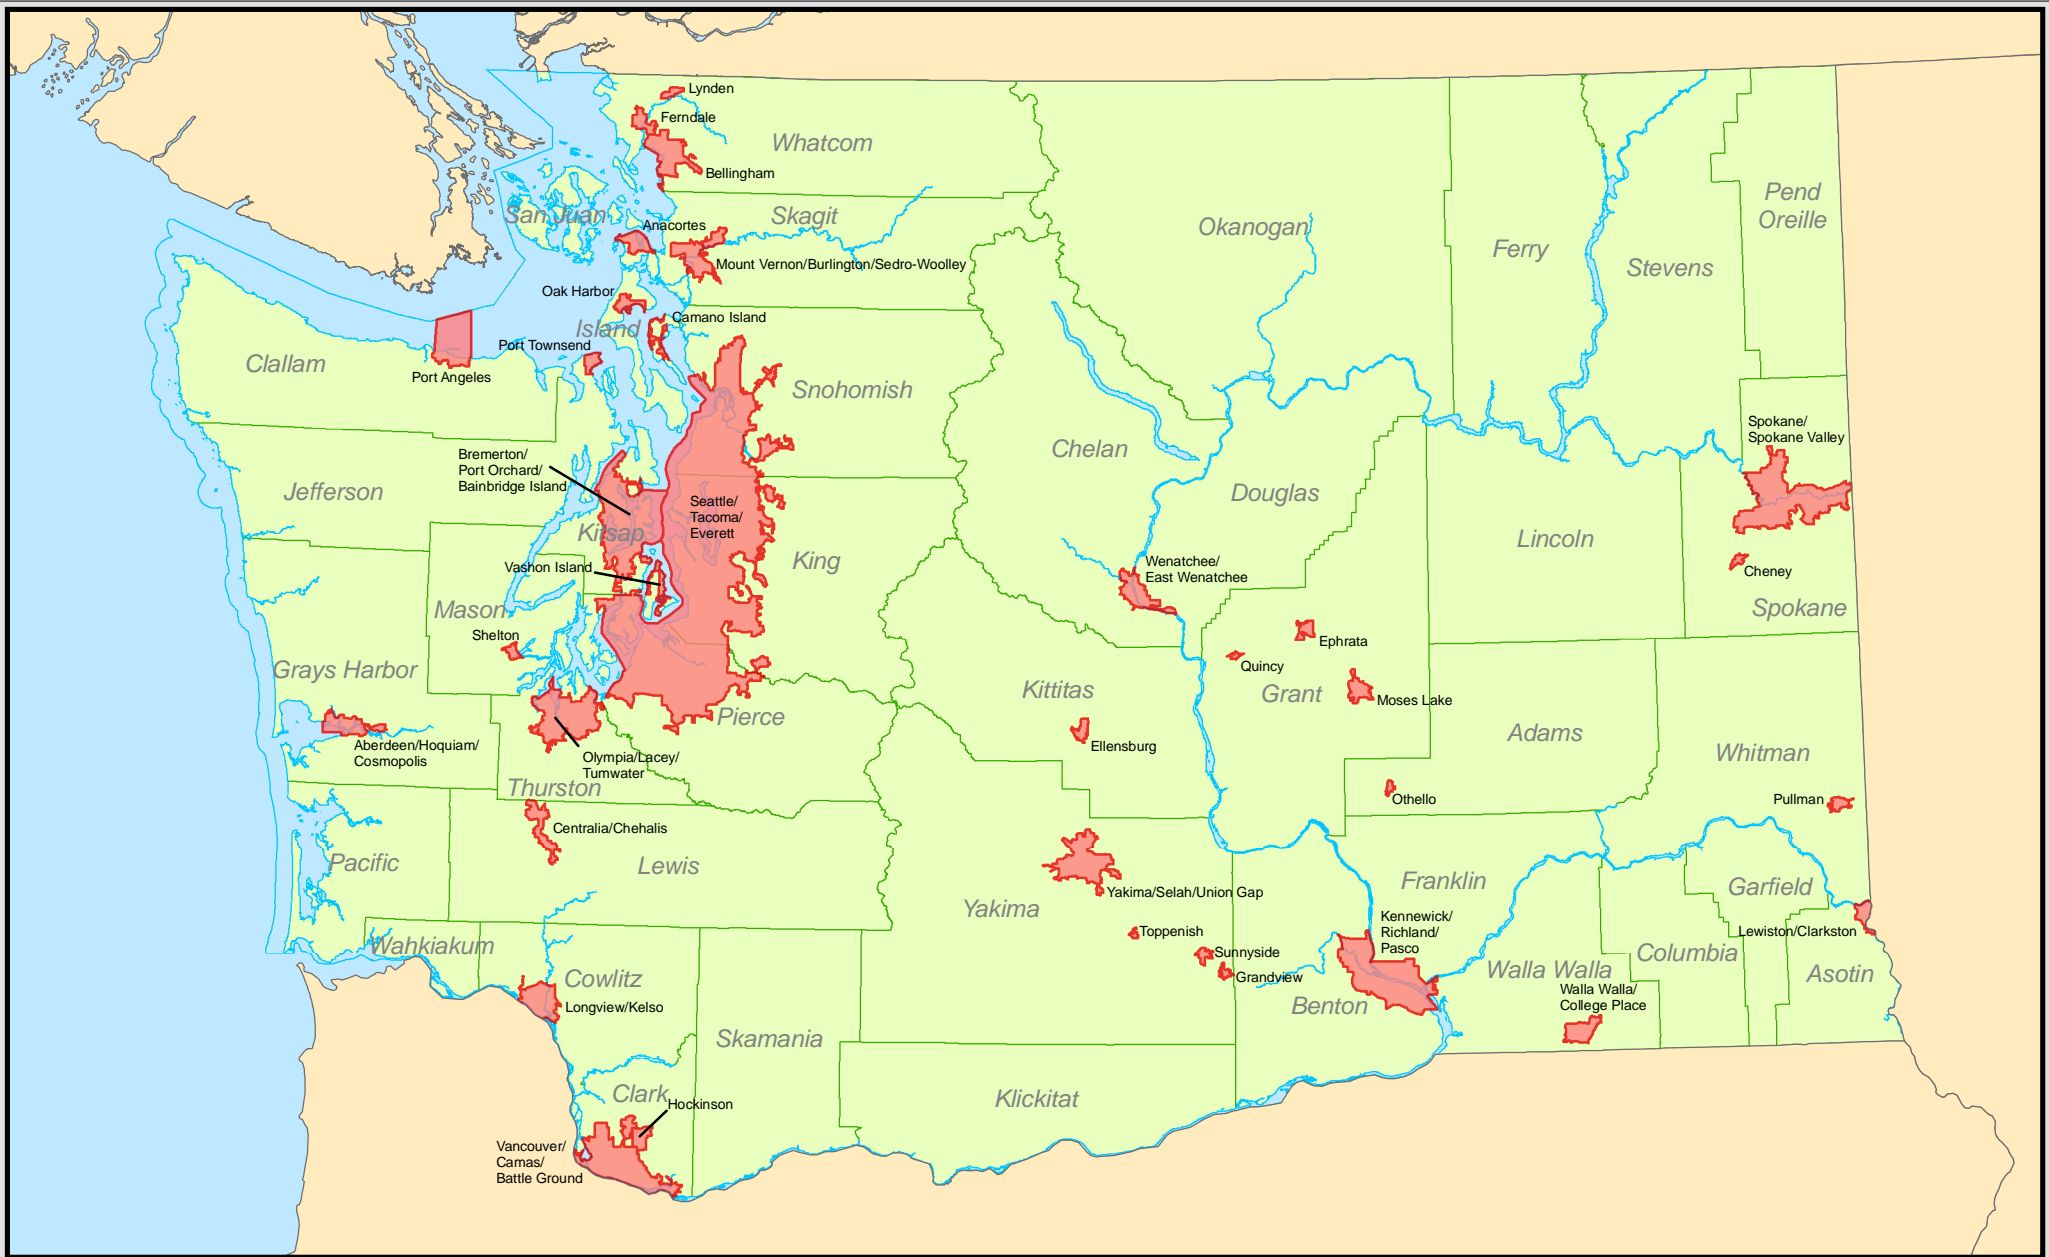 Lynden
Ferndale
Whatcom
Bellingham
Pend
Oreille
San Juan
Skagit
Anacortes
Okanogan
Ferry
Stevens
Mount Vernon/Burlington/Sedro-Woolley
Oak Harbor
Camano Island
Island
Port Townsend
Clallam
Port Angeles
Snohomish
Spokane/
Spokane Valley
Chelan
Bremerton/
Port Orchard/
Bainbridge Island
Jefferson
Seattle/
Tacoma/
Everett
Douglas
Kitsap
Lincoln
King
Vashon Island
Wenatchee/
East Wenatchee
Cheney
Mason
Spokane
Shelton
Ephrata
Quincy
Grays Harbor
Kittitas
Grant
Moses Lake
Pierce
Adams
Aberdeen/Hoquiam/
Cosmopolis
Ellensburg
Whitman
Olympia/Lacey/
Tumwater
Thurston
Othello
Pullman
Centralia/Chehalis
Pacific
Lewis
Franklin
Garfield
Yakima/Selah/Union Gap
Yakima
Kennewick/
Richland/
Pasco
Toppenish
Lewiston/Clarkston
Wahkiakum
Sunnyside
Columbia
Grandview
Walla Walla
Asotin
Cowlitz
Walla Walla/
College Place
Longview/Kelso
Benton
Skamania
Clark
Hockinson
Klickitat
Vancouver/
Camas/
Battle Ground